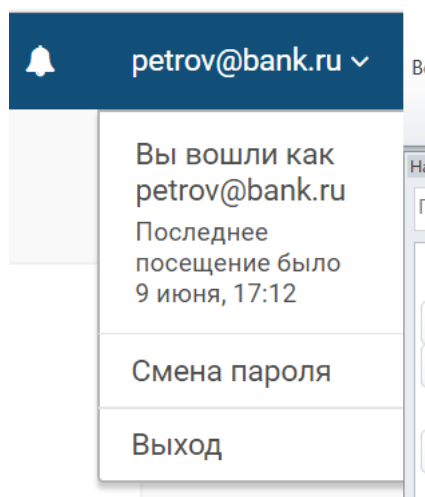 petrov@bank.ru
Вы вошли как
petrov@bank.ru
Последнее
посещение было
9 июня, 17:12
Смена пароля
Выход